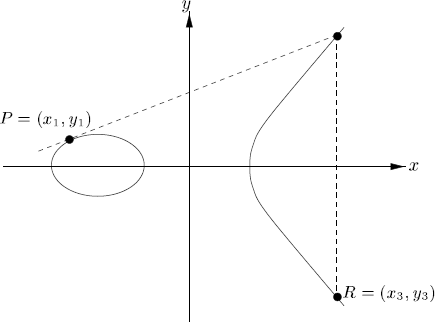 y
P = (x₁, y₁)
x
R = (x₃, y₃)